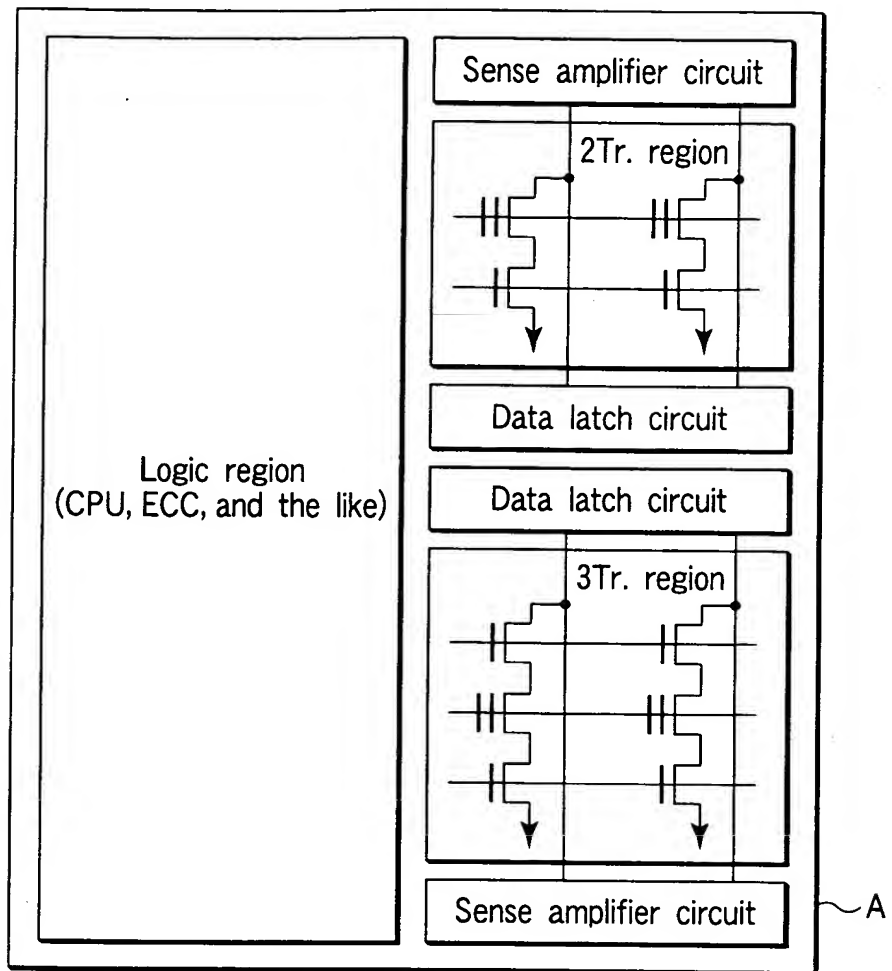 Logic region
(CPU, ECC, and the like)
Sense amplifier circuit
2Tr. region
Data latch circuit
Data latch circuit
3Tr. region
Sense amplifier circuit
A